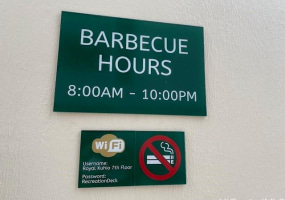 BARBECUE
HOURS
8:00AM - 10:00PM
WiFi
Username:
Royal Kuhio 7th Floor
Password:
RecreationDeck